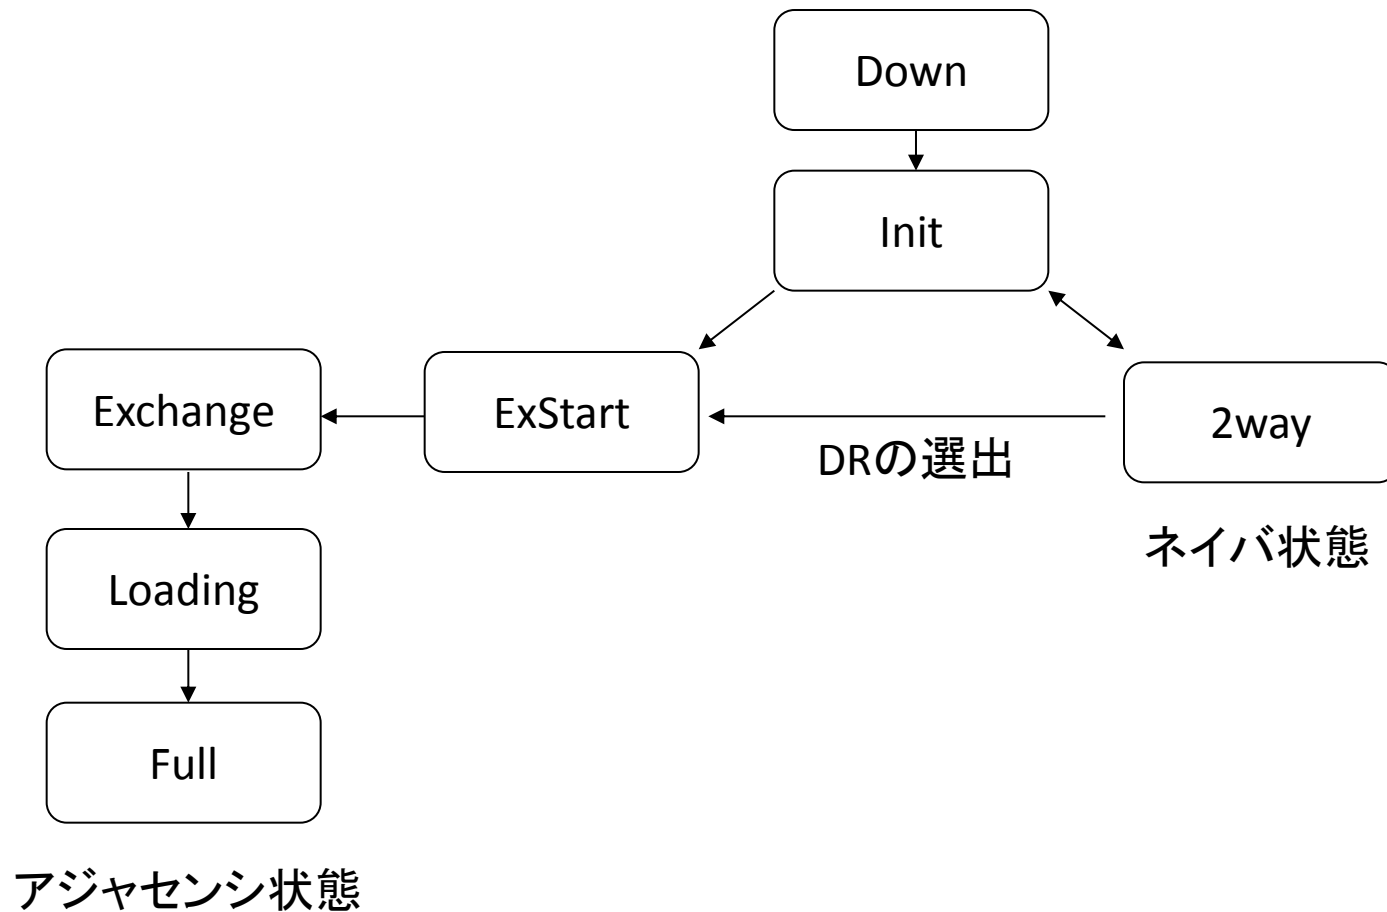 Down
Init
Exchange
ExStart
2way
DRの選出
ネイバ状態
Loading
Full
アジャセンシ状態